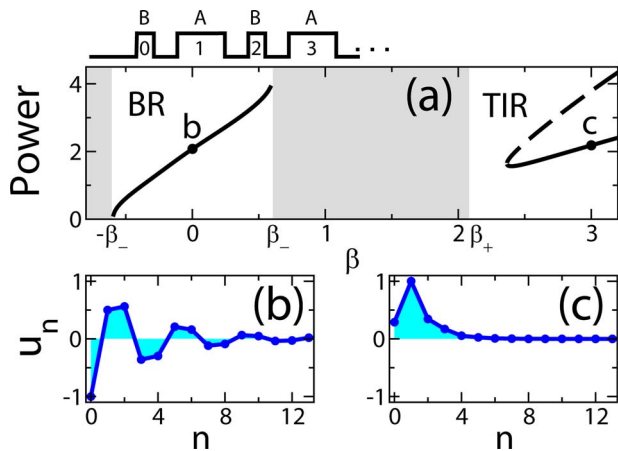 B A B A
0 1 2 3 . . .
Power
4
2
0
BR
b
(a)
TIR
c
-β_ 0 β_ 1 2 β+ 3
β
u_n
1
0
-1
(b)
0 4 8 12
n
1
0
-1
(c)
0 4 8 12
n